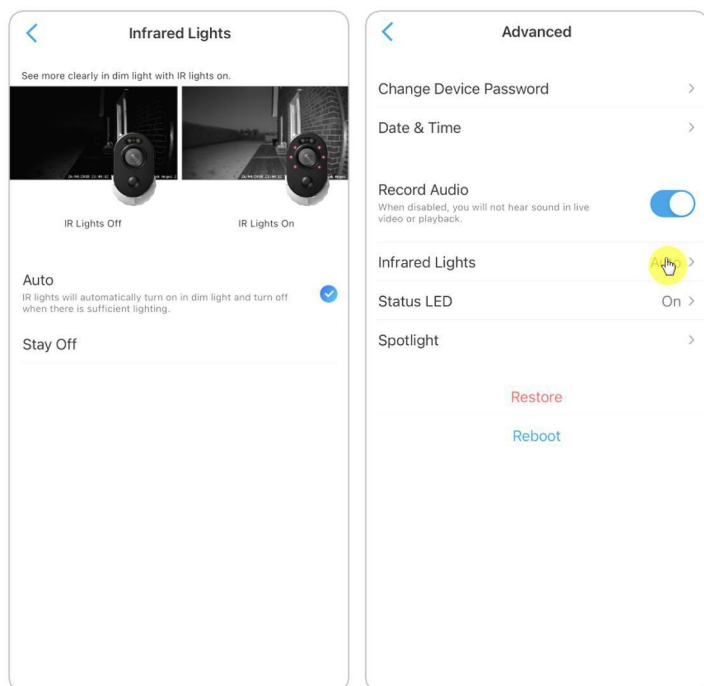 Infrared Lights
See more clearly in dim light with IR lights on.
IR Lights Off
IR Lights On
Auto
IR lights will automatically turn on in dim light and turn off
when there is sufficient lighting.
Stay Off
Advanced
Change Device Password
Date & Time
Record Audio
When disabled, you will not hear sound in live
video or playback.
Infrared Lights
Auto
Status LED
On
Spotlight
Restore
Reboot